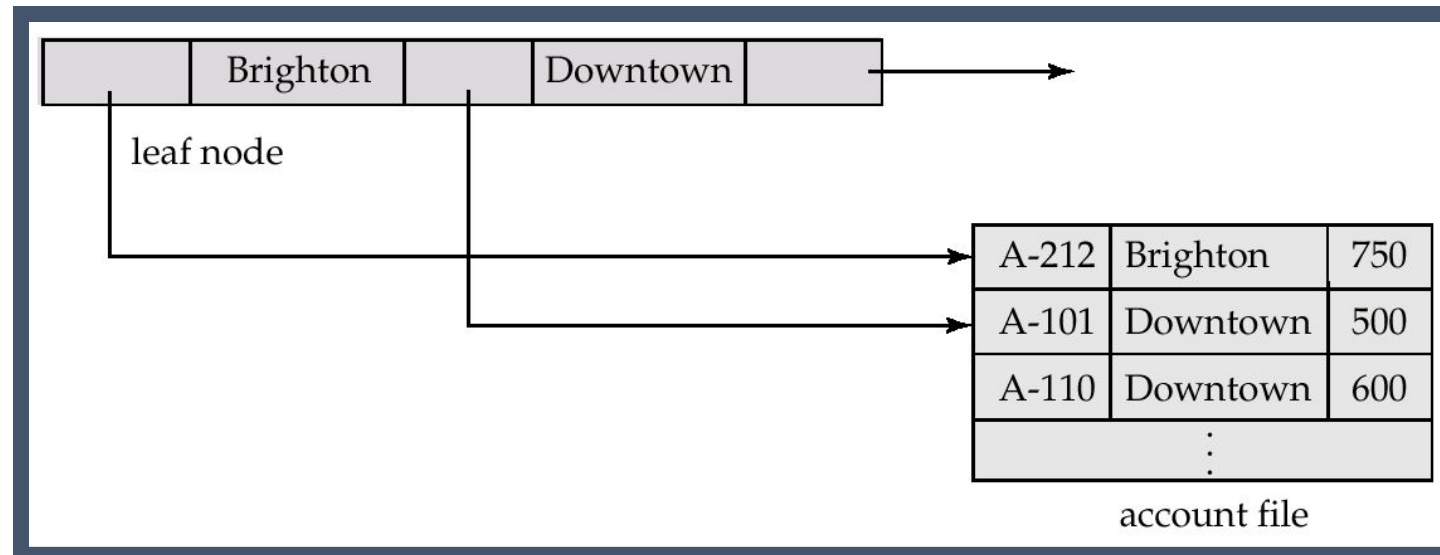 Brighton Downtown
leaf node
A-212 Brighton 750
A-101 Downtown 500
A-110 Downtown 600
account file